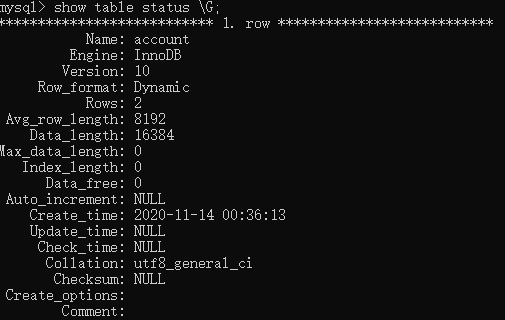 mysql> show table status \G;
*************************** 1. row ***************************
Name: account
Engine: InnoDB
Version: 10
Row_format: Dynamic
Rows: 2
Avg_row_length: 8192
Data_length: 16384
Max_data_length: 0
Index_length: 0
Data_free: 0
Auto_increment: NULL
Create_time: 2020-11-14 00:36:13
Update_time: NULL
Check_time: NULL
Collation: utf8_general_ci
Checksum: NULL
Create_options:
Comment: